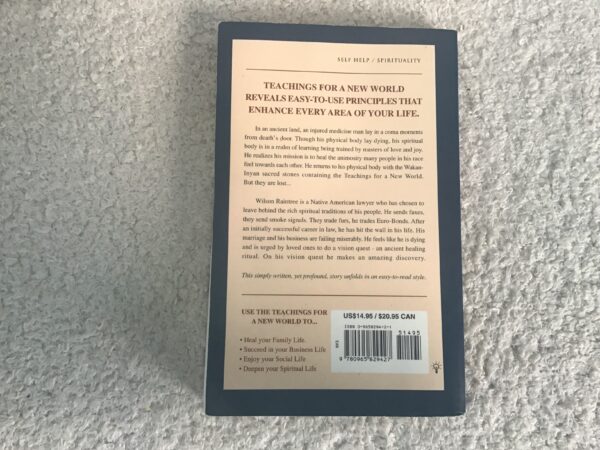 SELF HELP / SPIRITUALITY
TEACHINGS FOR A NEW WORLD
REVEALS EASY-TO-USE PRINCIPLES THAT
ENHANCE EVERY AREA OF YOUR LIFE.
In an ancient land, an injured medicine man lay in a coma moments
from death's door. Though his physical body lay dying, his spiritual
body is in a realm of learning being trained by masters of love and joy.
He realizes his mission is to heal the animosity many people in his race
feel towards each other. He returns to his physical body with the Wakan-
Inyan sacred stones containing the Teachings for a New World.
But they are lost...
Wilson Raintree is a Native American lawyer who has chosen to
leave behind the rich spiritual traditions of his people. He sends faxes,
they send smoke signals. They trade furs, he trades Euro-Bonds. After
an initially successful career in law, he has hit the wall in his life. His
marriage and his business are failing miserably. He feels like he is dying
and is urged by loved ones to do a vision quest - an ancient healing
ritual. On his vision quest he makes an amazing discovery.
This simply written, yet profound, story unfolds in an easy-to-read style.
USE THE TEACHINGS FOR
A NEW WORLD TO...
• Heal your Family Life
• Succeed in your Business Life
• Enjoy your Social Life
• Deepen your Spiritual Life
US$14.95 / $20.95 CAN
ISBN 0-9658294-2-1
51495
9 780965 829427